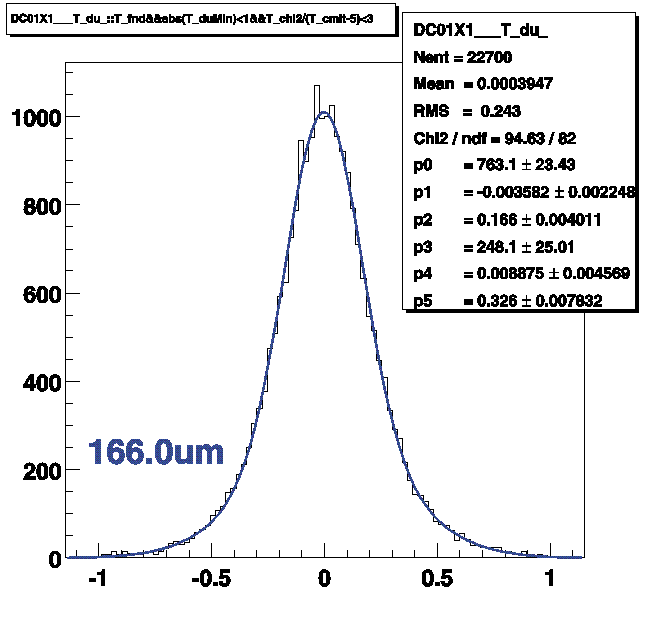 DC01X1___T_du_::T_fnd&&abs(T_duMin)<1&&T_chi2/(T_cmlt-5)<3
DC01X1___T_du_
Nent = 22700
Mean = 0.0003947
RMS = 0.243
Chi2 / ndf = 94.63 / 82
p0 = 763.1 ± 23.43
p1 = -0.003582 ± 0.002248
p2 = 0.166 ± 0.004011
p3 = 248.1 ± 25.01
p4 = 0.008875 ± 0.004569
p5 = 0.326 ± 0.007832
1000
800
600
400
166.0um
200
0
-1 -0.5 0 0.5 1